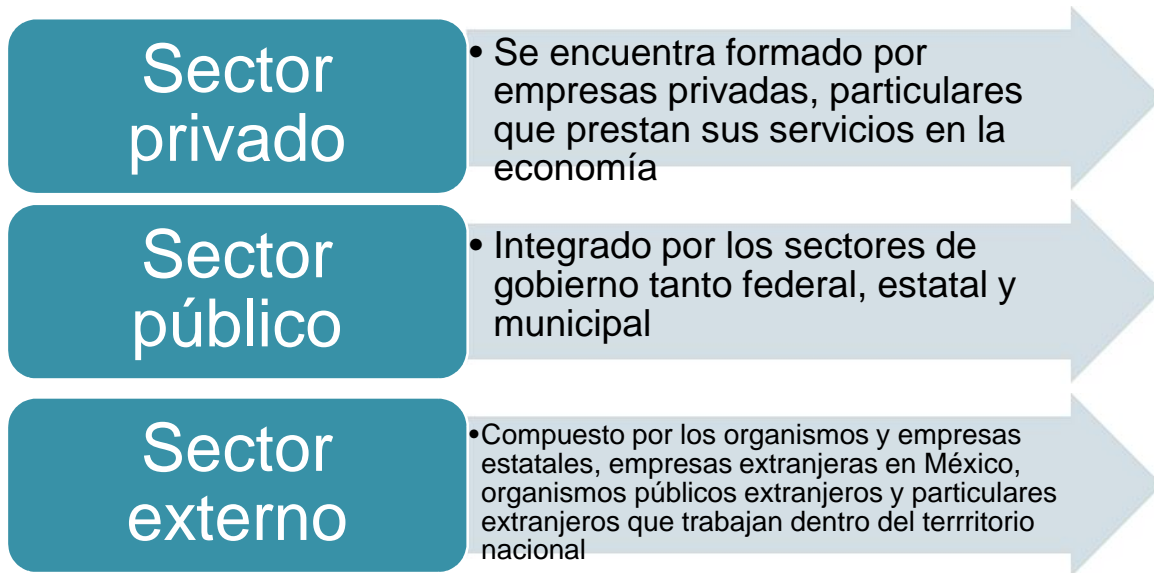 Sector
privado
• Se encuentra formado por
empresas privadas, particulares
que prestan sus servicios en la
economía
Sector
público
• Integrado por los sectores de
gobierno tanto federal, estatal y
municipal
Sector
externo
•Compuesto por los organismos y empresas
estatales, empresas extranjeras en México,
organismos públicos extranjeros y particulares
extranjeros que trabajan dentro del terrritorio
nacional